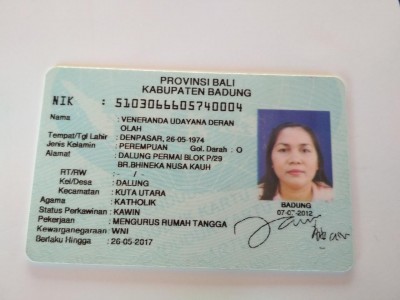 PROVINSI BALI
KABUPATEN BADUNG
NIK : 5103066605740004
Nama : VENERANDA UDAYANA DERAN
OLAH
Tempat/Tgl Lahir : DENPASAR, 26-05-1974
Jenis Kelamin : PEREMPUAN Gol. Darah : O
Alamat : DALUNG PERMAI BLOK P/29
BR.BHINEKA NUSA KAUH
RT/RW : - / -
Kel/Desa : DALUNG
Kecamatan : KUTA UTARA
Agama : KATHOLIK
Status Perkawinan : KAWIN
Pekerjaan : MENGURUS RUMAH TANGGA
Kewarganegaraan : WNI
Berlaku Hingga : 26-05-2017
BADUNG